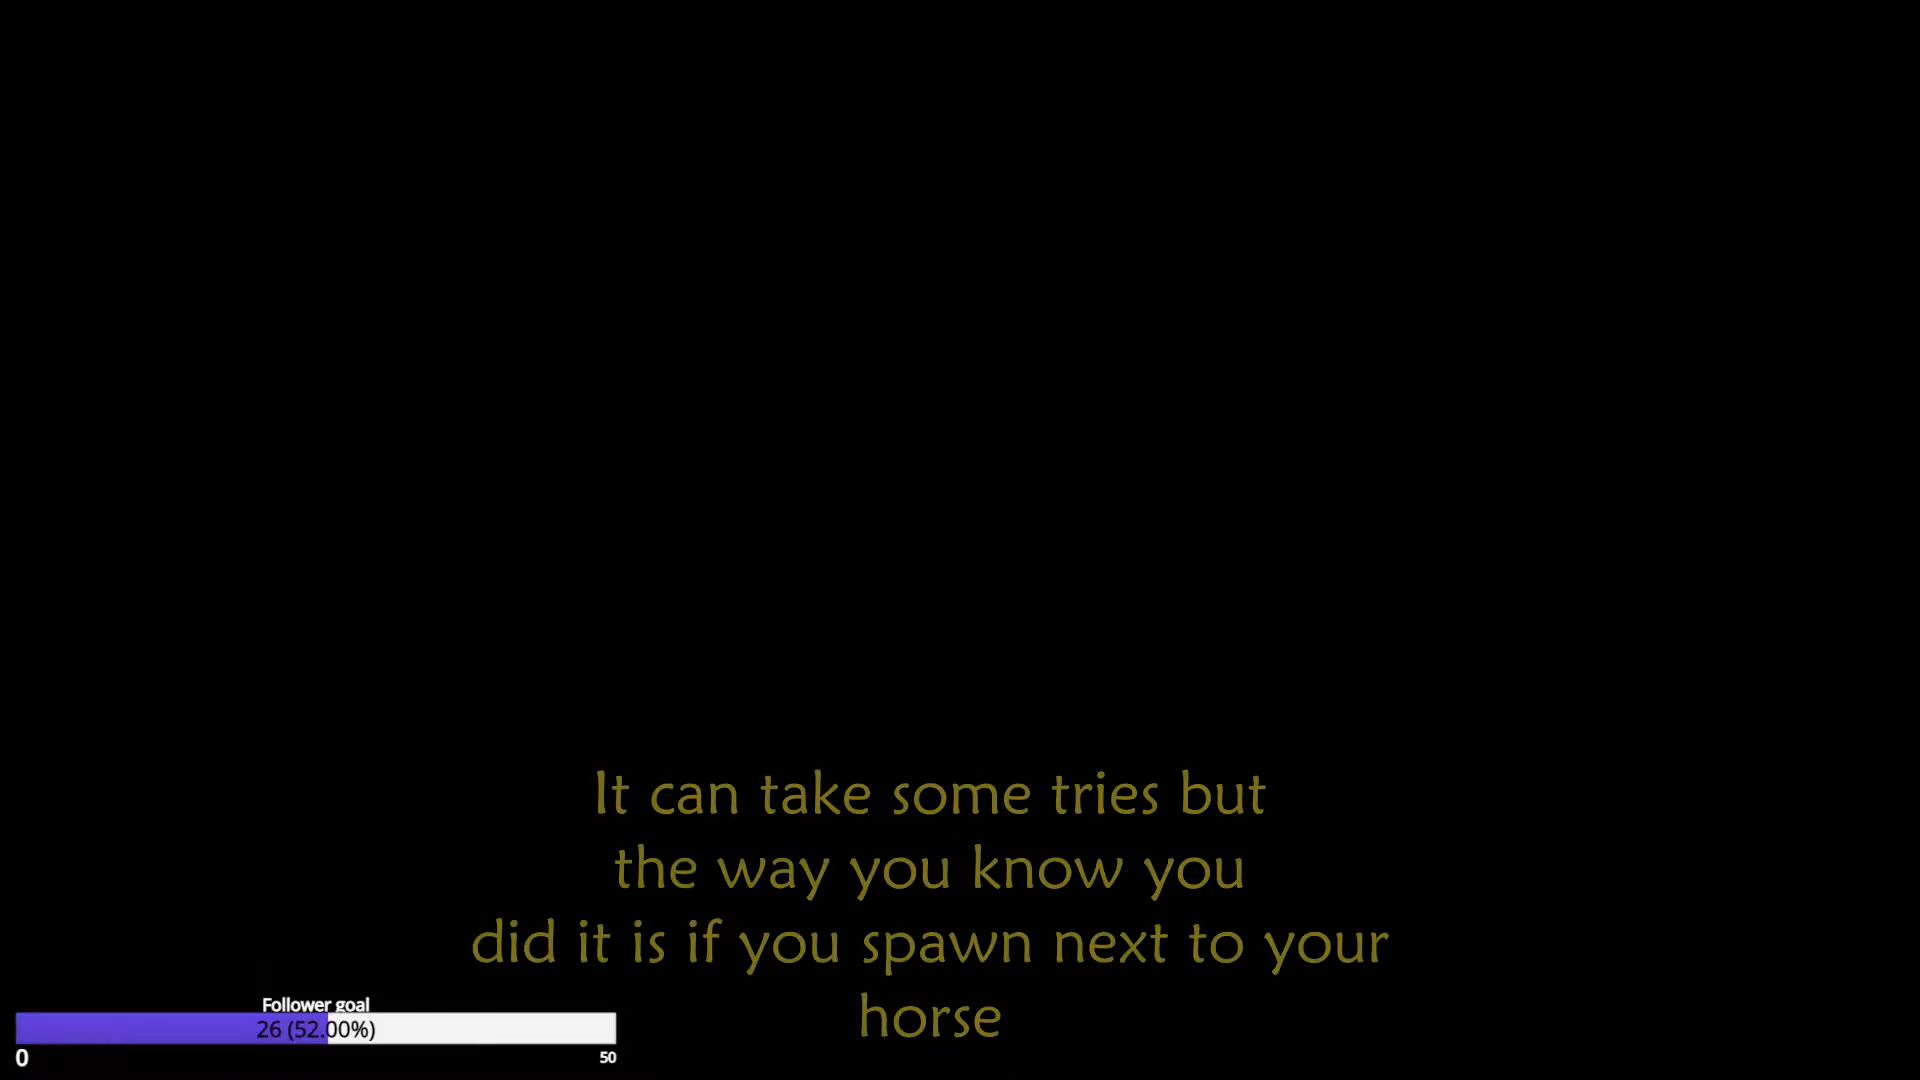 It can take some tries but
the way you know you
did it is if you spawn next to your
horse
Follower goal
26 (52.00%)
0 50